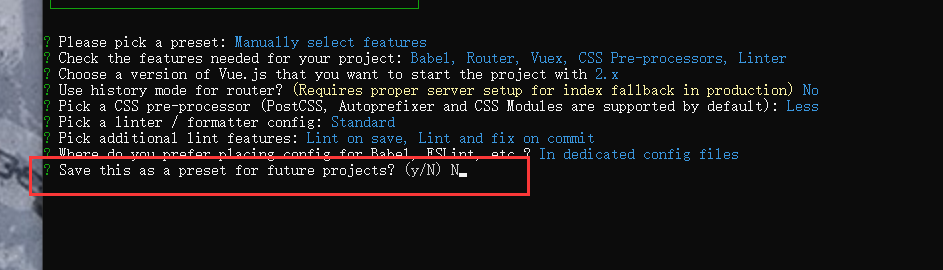 ? Please pick a preset: Manually select features
? Check the features needed for your project: Babel, Router, Vuex, CSS Pre-processors, Linter
? Choose a version of Vue.js that you want to start the project with 2.x
? Use history mode for router? (Requires proper server setup for index fallback in production) No
? Pick a CSS pre-processor (PostCSS, Autoprefixer and CSS Modules are supported by default): Less
? Pick a linter / formatter config: Standard
? Pick additional lint features: Lint on save, Lint and fix on commit
? Where do you prefer placing config for Babel, ESLint, etc.? In dedicated config files
? Save this as a preset for future projects? (y/N) N